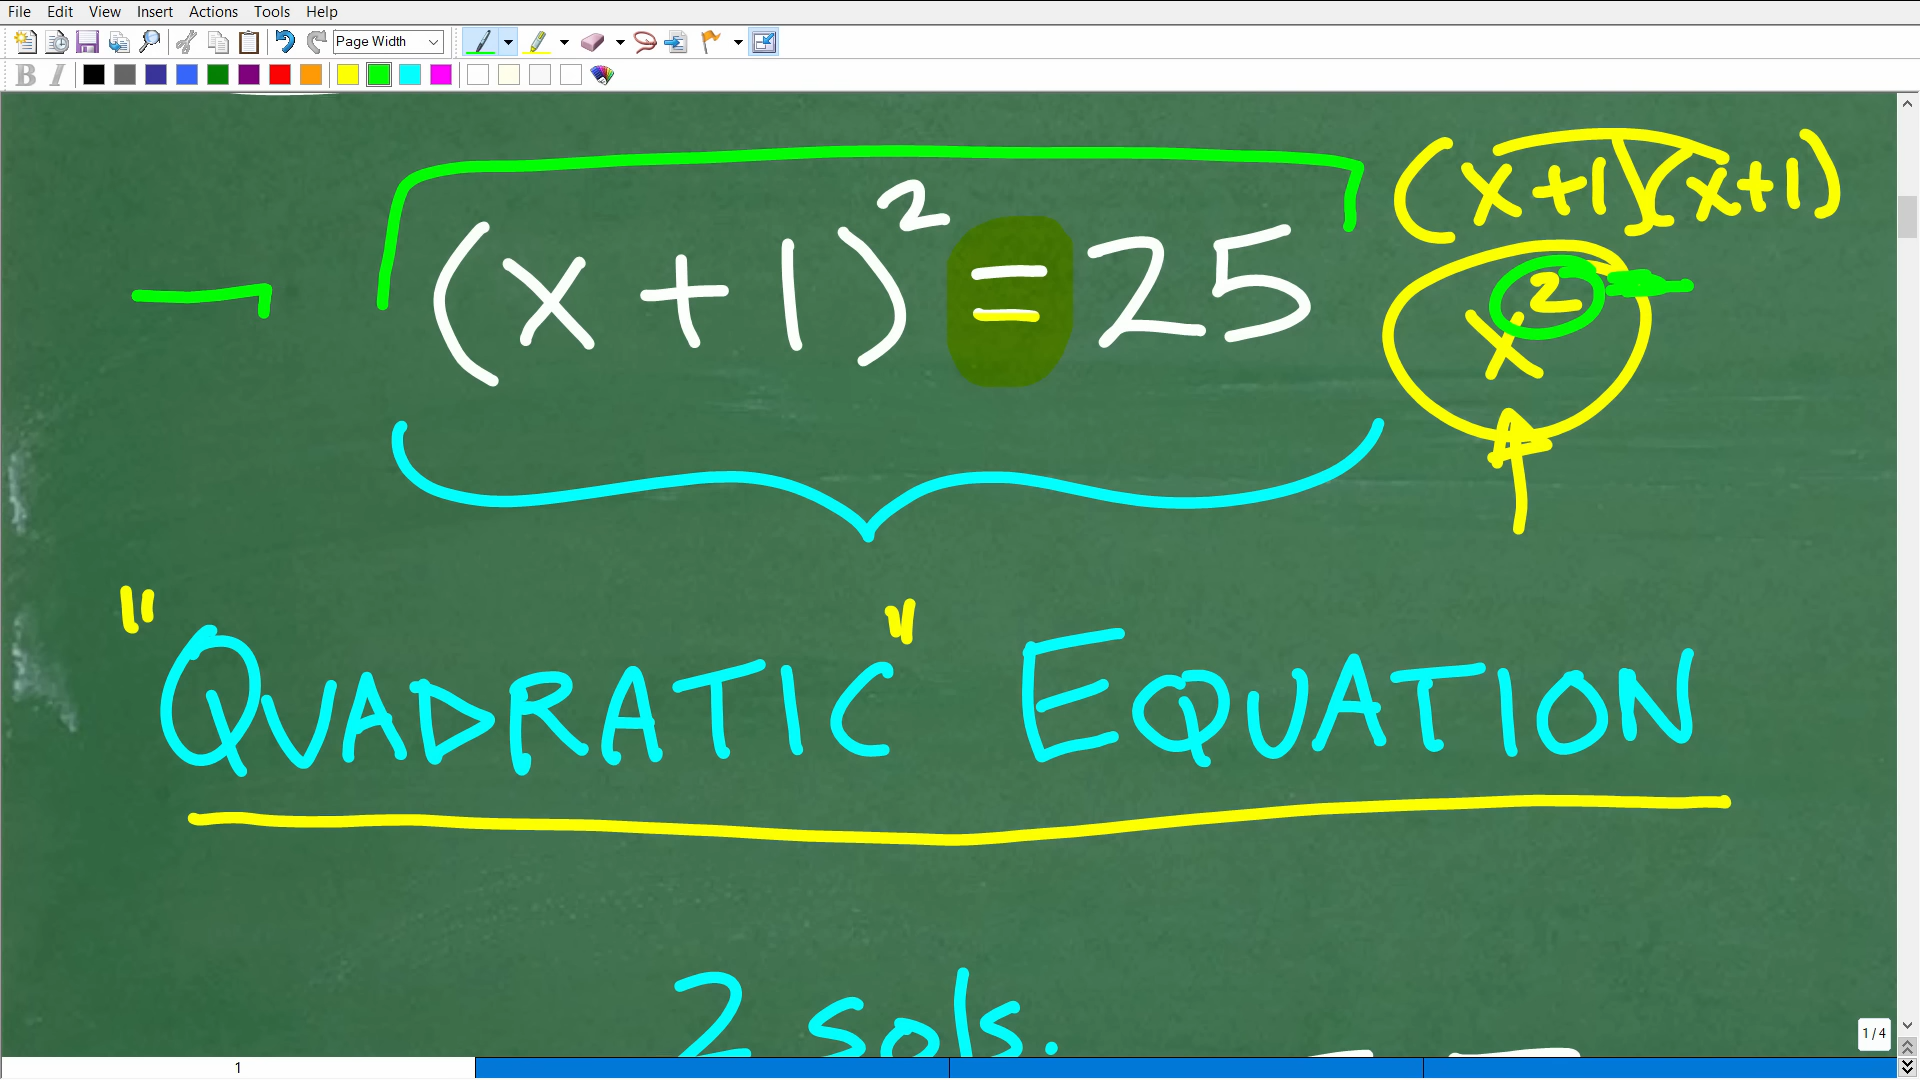 File Edit View Insert Actions Tools Help
Page Width
B I
(x+1)(x+1)
(x+1)² = 25
x²
"QUADRATIC" EQUATION
2 sols.
1 / 4
1